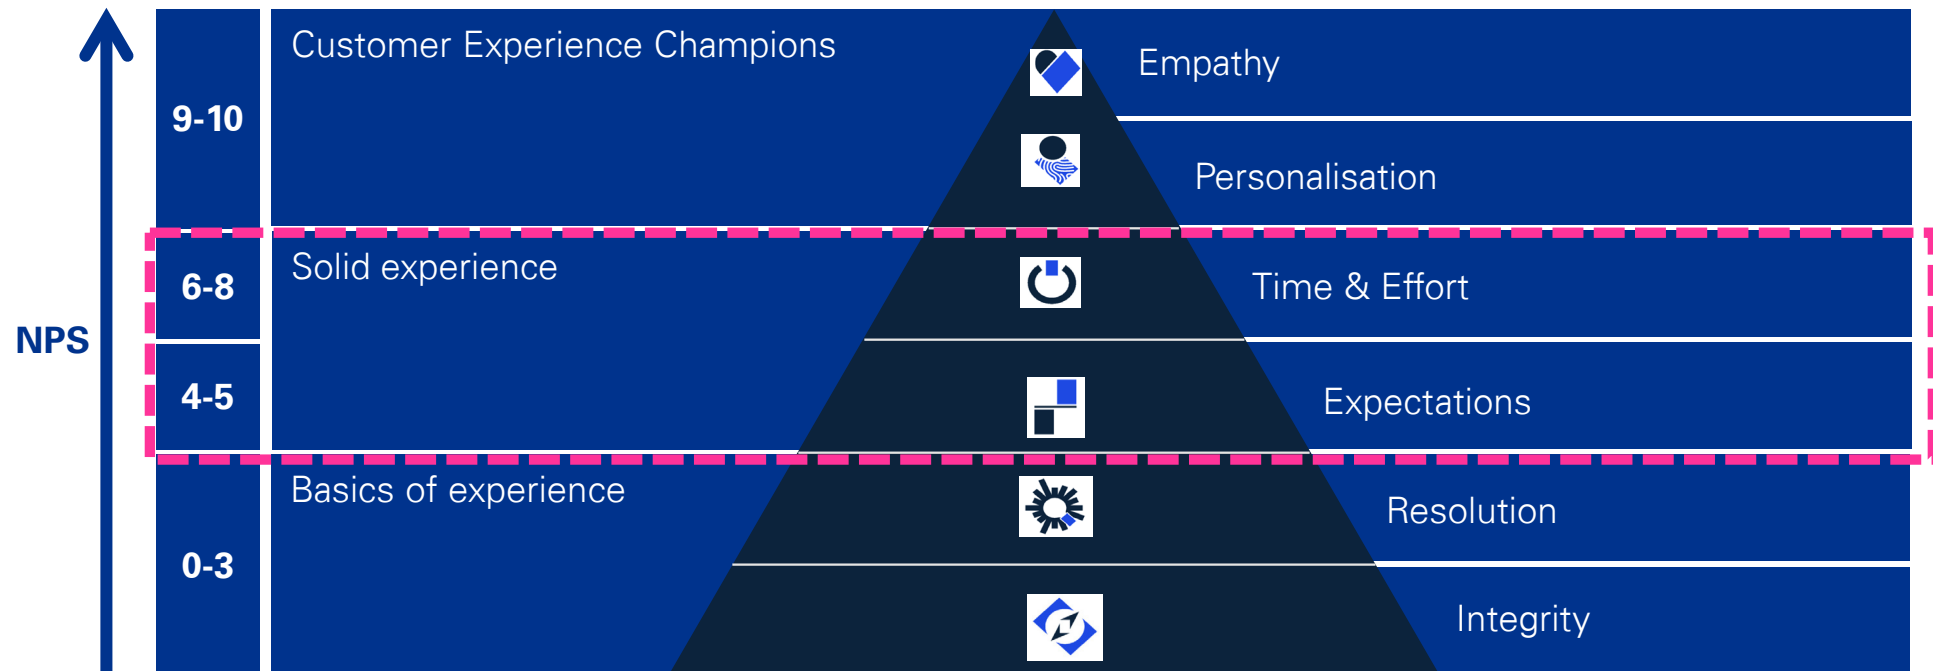 Customer Experience Champions
Empathy
9-10
Personalisation
Solid experience
6-8
Time & Effort
NPS
4-5
Expectations
Basics of experience
Resolution
0-3
Integrity